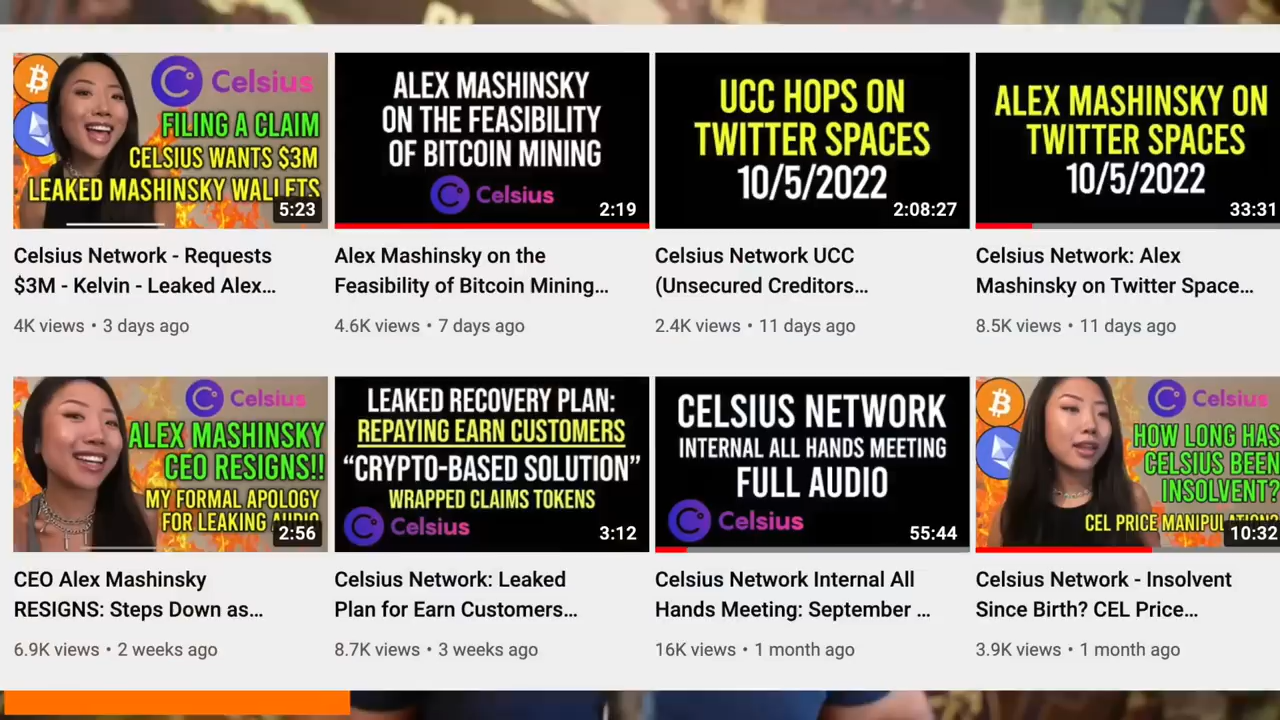 Celsius
FILING A CLAIM
CELSIUS WANTS $3M
LEAKED MASHINSKY WALLETS
5:23
Celsius Network - Requests
$3M - Kelvin - Leaked Alex...
4K views • 3 days ago
ALEX MASHINSKY
ON THE FEASIBILITY
OF BITCOIN MINING
Celsius
2:19
Alex Mashinsky on the
Feasibility of Bitcoin Mining...
4.6K views • 7 days ago
UCC HOPS ON
TWITTER SPACES
10/5/2022
2:08:27
Celsius Network UCC
(Unsecured Creditors...
2.4K views • 11 days ago
ALEX MASHINSKY ON
TWITTER SPACES
10/5/2022
33:31
Celsius Network: Alex
Mashinsky on Twitter Space...
8.5K views • 11 days ago
Celsius
ALEX MASHINSKY
CEO RESIGNS!!
MY FORMAL APOLOGY
FOR LEAKING AUDIO
2:56
CEO Alex Mashinsky
RESIGNS: Steps Down as...
6.9K views • 2 weeks ago
LEAKED RECOVERY PLAN:
REPAYING EARN CUSTOMERS
“CRYPTO-BASED SOLUTION”
WRAPPED CLAIMS TOKENS
Celsius
3:12
Celsius Network: Leaked
Plan for Earn Customers...
8.7K views • 3 weeks ago
CELSIUS NETWORK
INTERNAL ALL HANDS MEETING
FULL AUDIO
Celsius
55:44
Celsius Network Internal All
Hands Meeting: September ...
16K views • 1 month ago
Celsius
HOW LONG HAS
CELSIUS BEEN
INSOLVENT?
CEL PRICE MANIPULATION?
10:32
Celsius Network - Insolvent
Since Birth? CEL Price...
3.9K views • 1 month ago